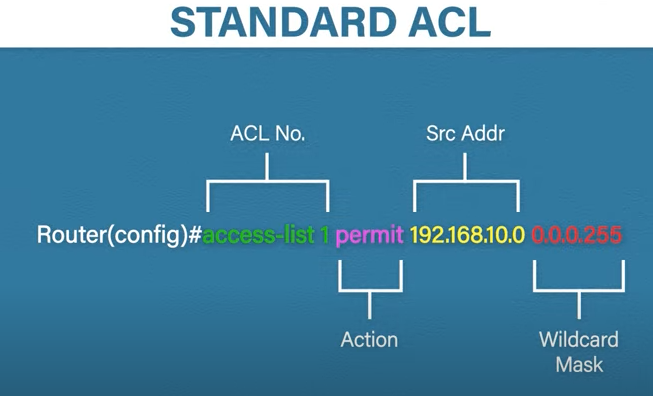 STANDARD ACL
ACL No.
Src Addr
Router(config)#access-list 1 permit 192.168.10.0 0.0.0.255
Action
Wildcard
Mask